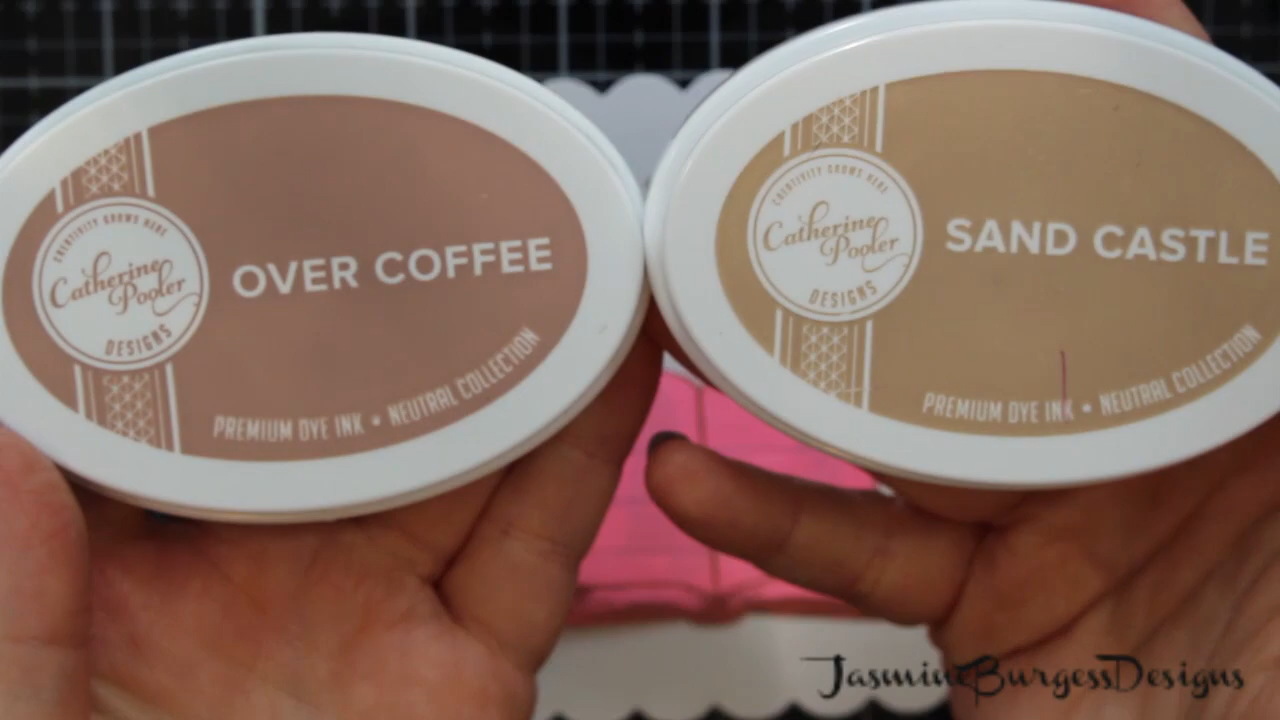 CREATIVITY GROWS HERE
Catherine
Pooler
DESIGNS
OVER COFFEE
PREMIUM DYE INK • NEUTRAL COLLECTION
CREATIVITY GROWS HERE
Catherine
Pooler
DESIGNS
SAND CASTLE
PREMIUM DYE INK • NEUTRAL COLLECTION
JasmineBurgessDesigns